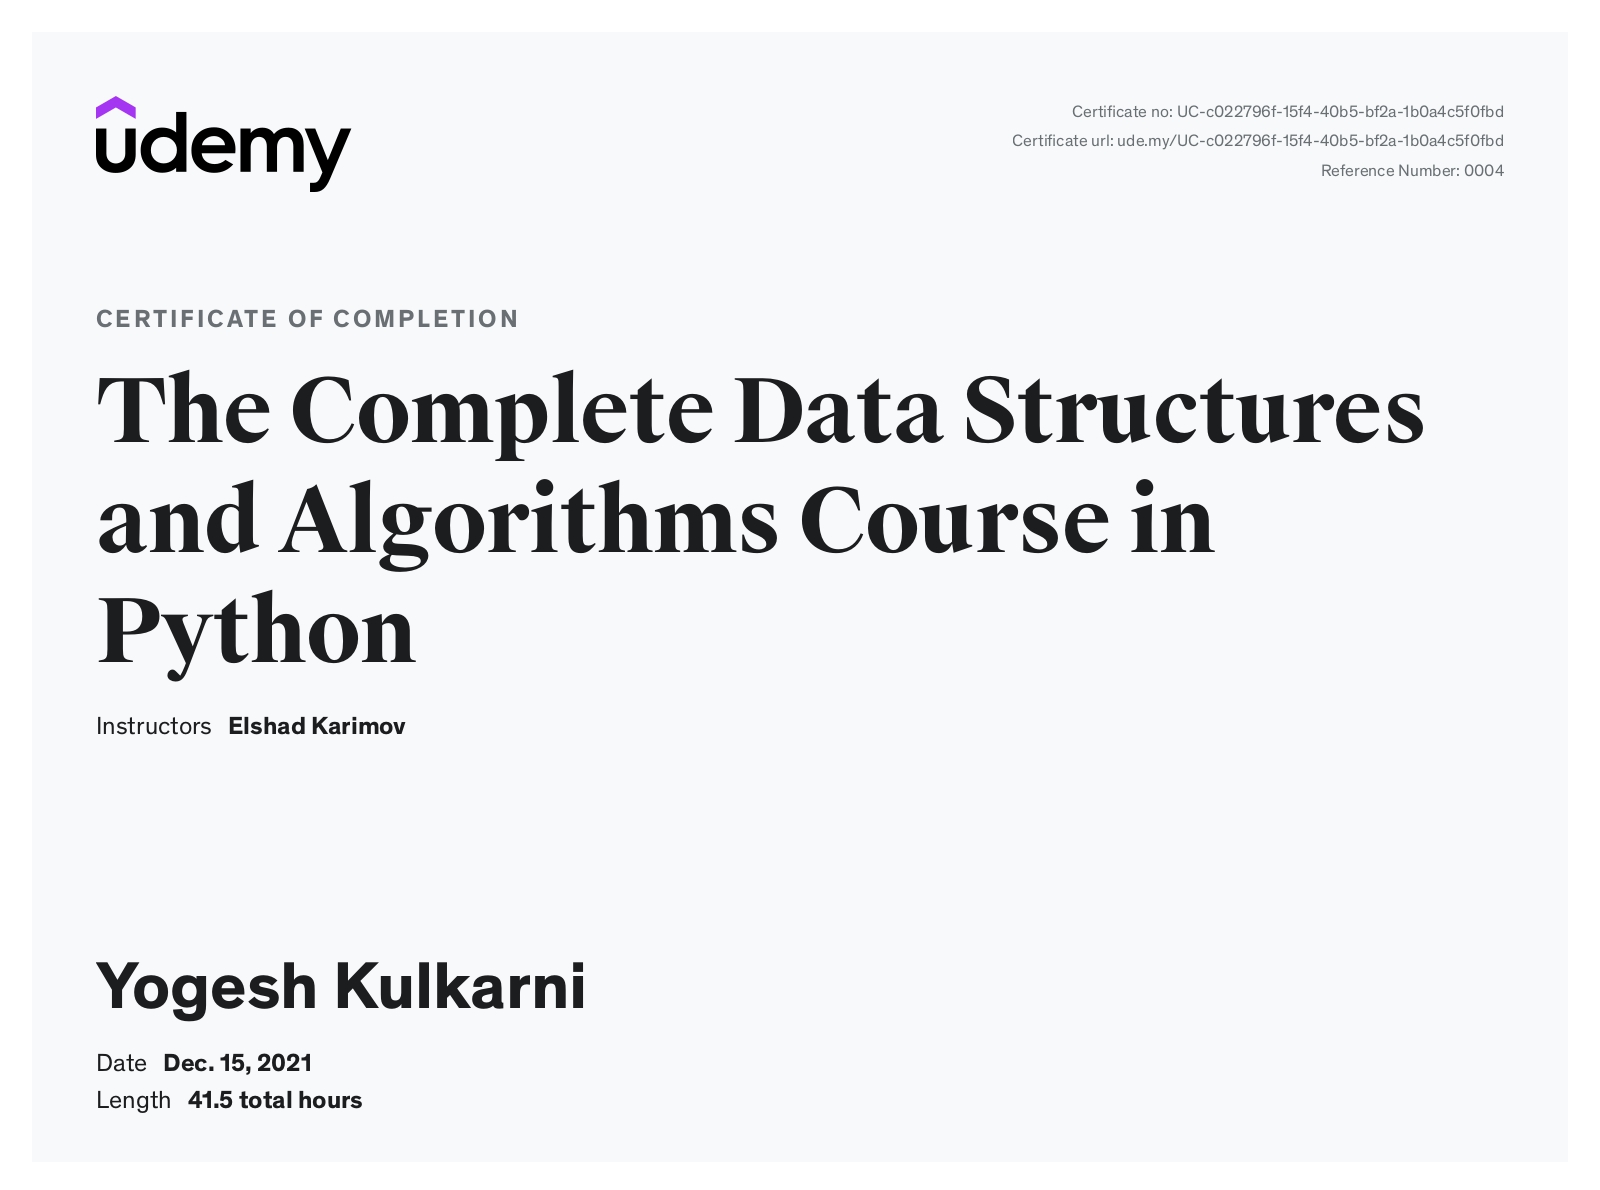 udemy
Certificate no: UC-c022796f-15f4-40b5-bf2a-1b0a4c5f0fbd
Certificate url: ude.my/UC-c022796f-15f4-40b5-bf2a-1b0a4c5f0fbd
Reference Number: 0004
CERTIFICATE OF COMPLETION
The Complete Data Structures
and Algorithms Course in
Python
Instructors Elshad Karimov
Yogesh Kulkarni
Date Dec. 15, 2021
Length 41.5 total hours